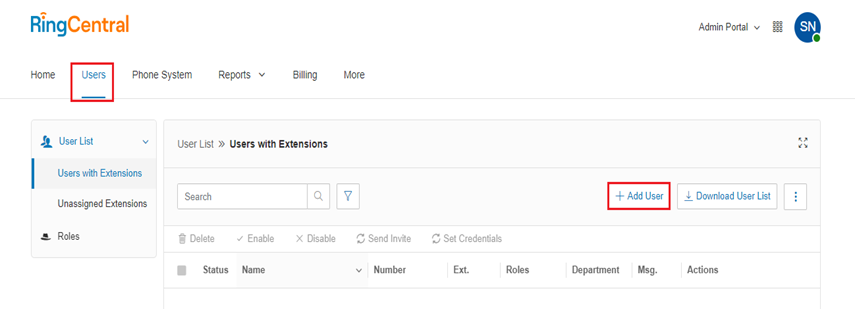 RingCentral
Admin Portal
SN
Home Users Phone System Reports Billing More
User List
Users with Extensions
Unassigned Extensions
Roles
User List » Users with Extensions
Search
+ Add User
Download User List
Delete Enable Disable Send Invite Set Credentials
Status Name Number Ext. Roles Department Msg. Actions